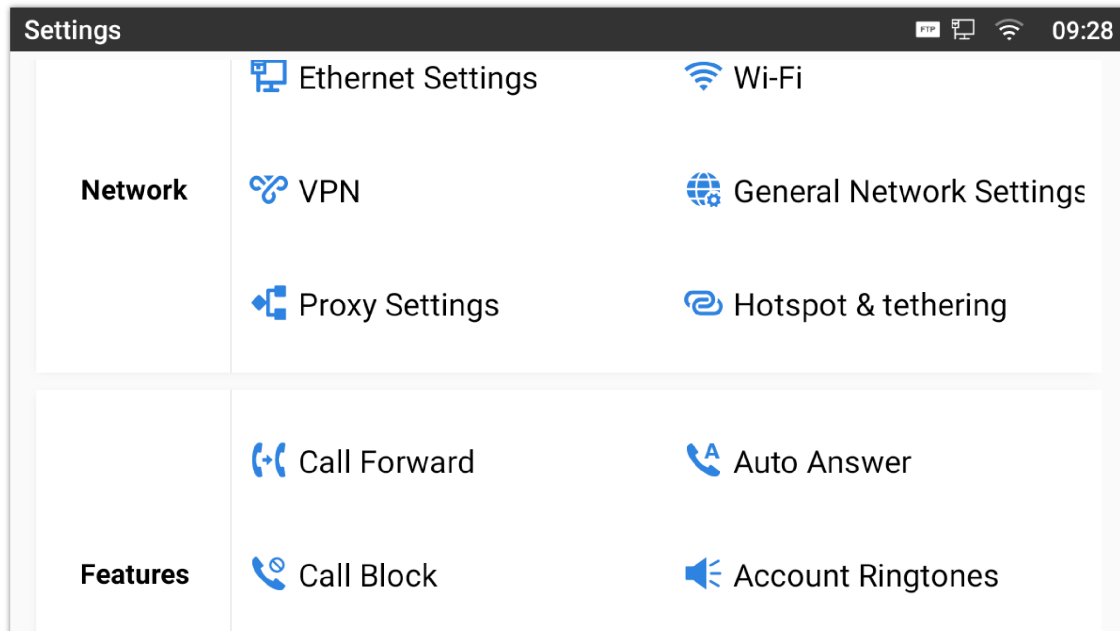 Settings FTP 09:28
Ethernet Settings Wi-Fi
Network VPN General Network Settings
Proxy Settings Hotspot & tethering
Call Forward A Auto Answer
Features Call Block Account Ringtones